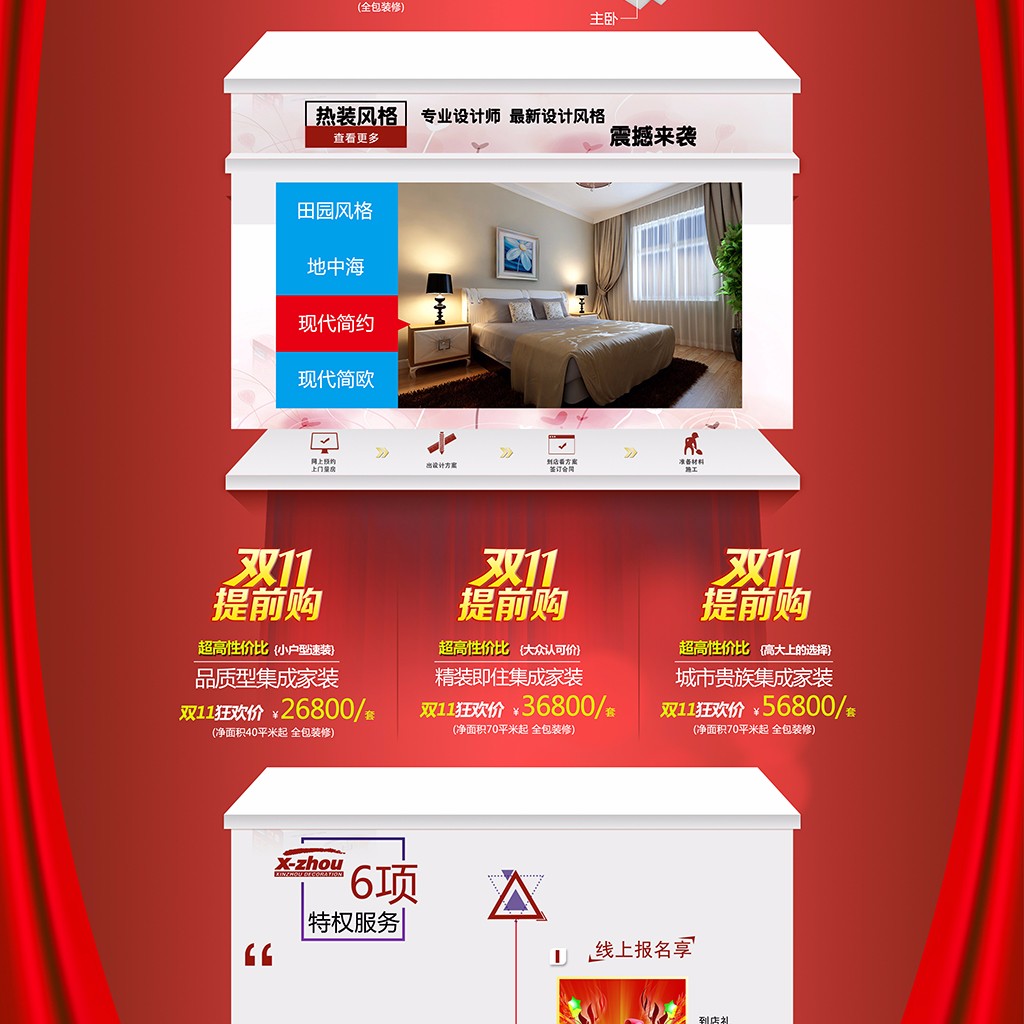 (全包装修)
主卧
热装风格
查看更多
专业设计师 最新设计风格
震撼来袭
田园风格
地中海
现代简约
现代简欧
网上预约
上门量房
出设计方案
到店看方案
签订合同
准备材料
施工
双11
提前购
超高性价比 {小户型速装}
品质型集成家装
双11狂欢价 ¥26800/套
(净面积40平米起 全包装修)
双11
提前购
超高性价比 {大众认可价}
精装即住集成家装
双11狂欢价 ¥36800/套
(净面积70平米起 全包装修)
双11
提前购
超高性价比 {高大上的选择}
城市贵族集成家装
双11狂欢价 ¥56800/套
(净面积70平米起 全包装修)
X-zhou
XINZHOU DECORATION
6项
特权服务
“
1
线上报名享
到店礼